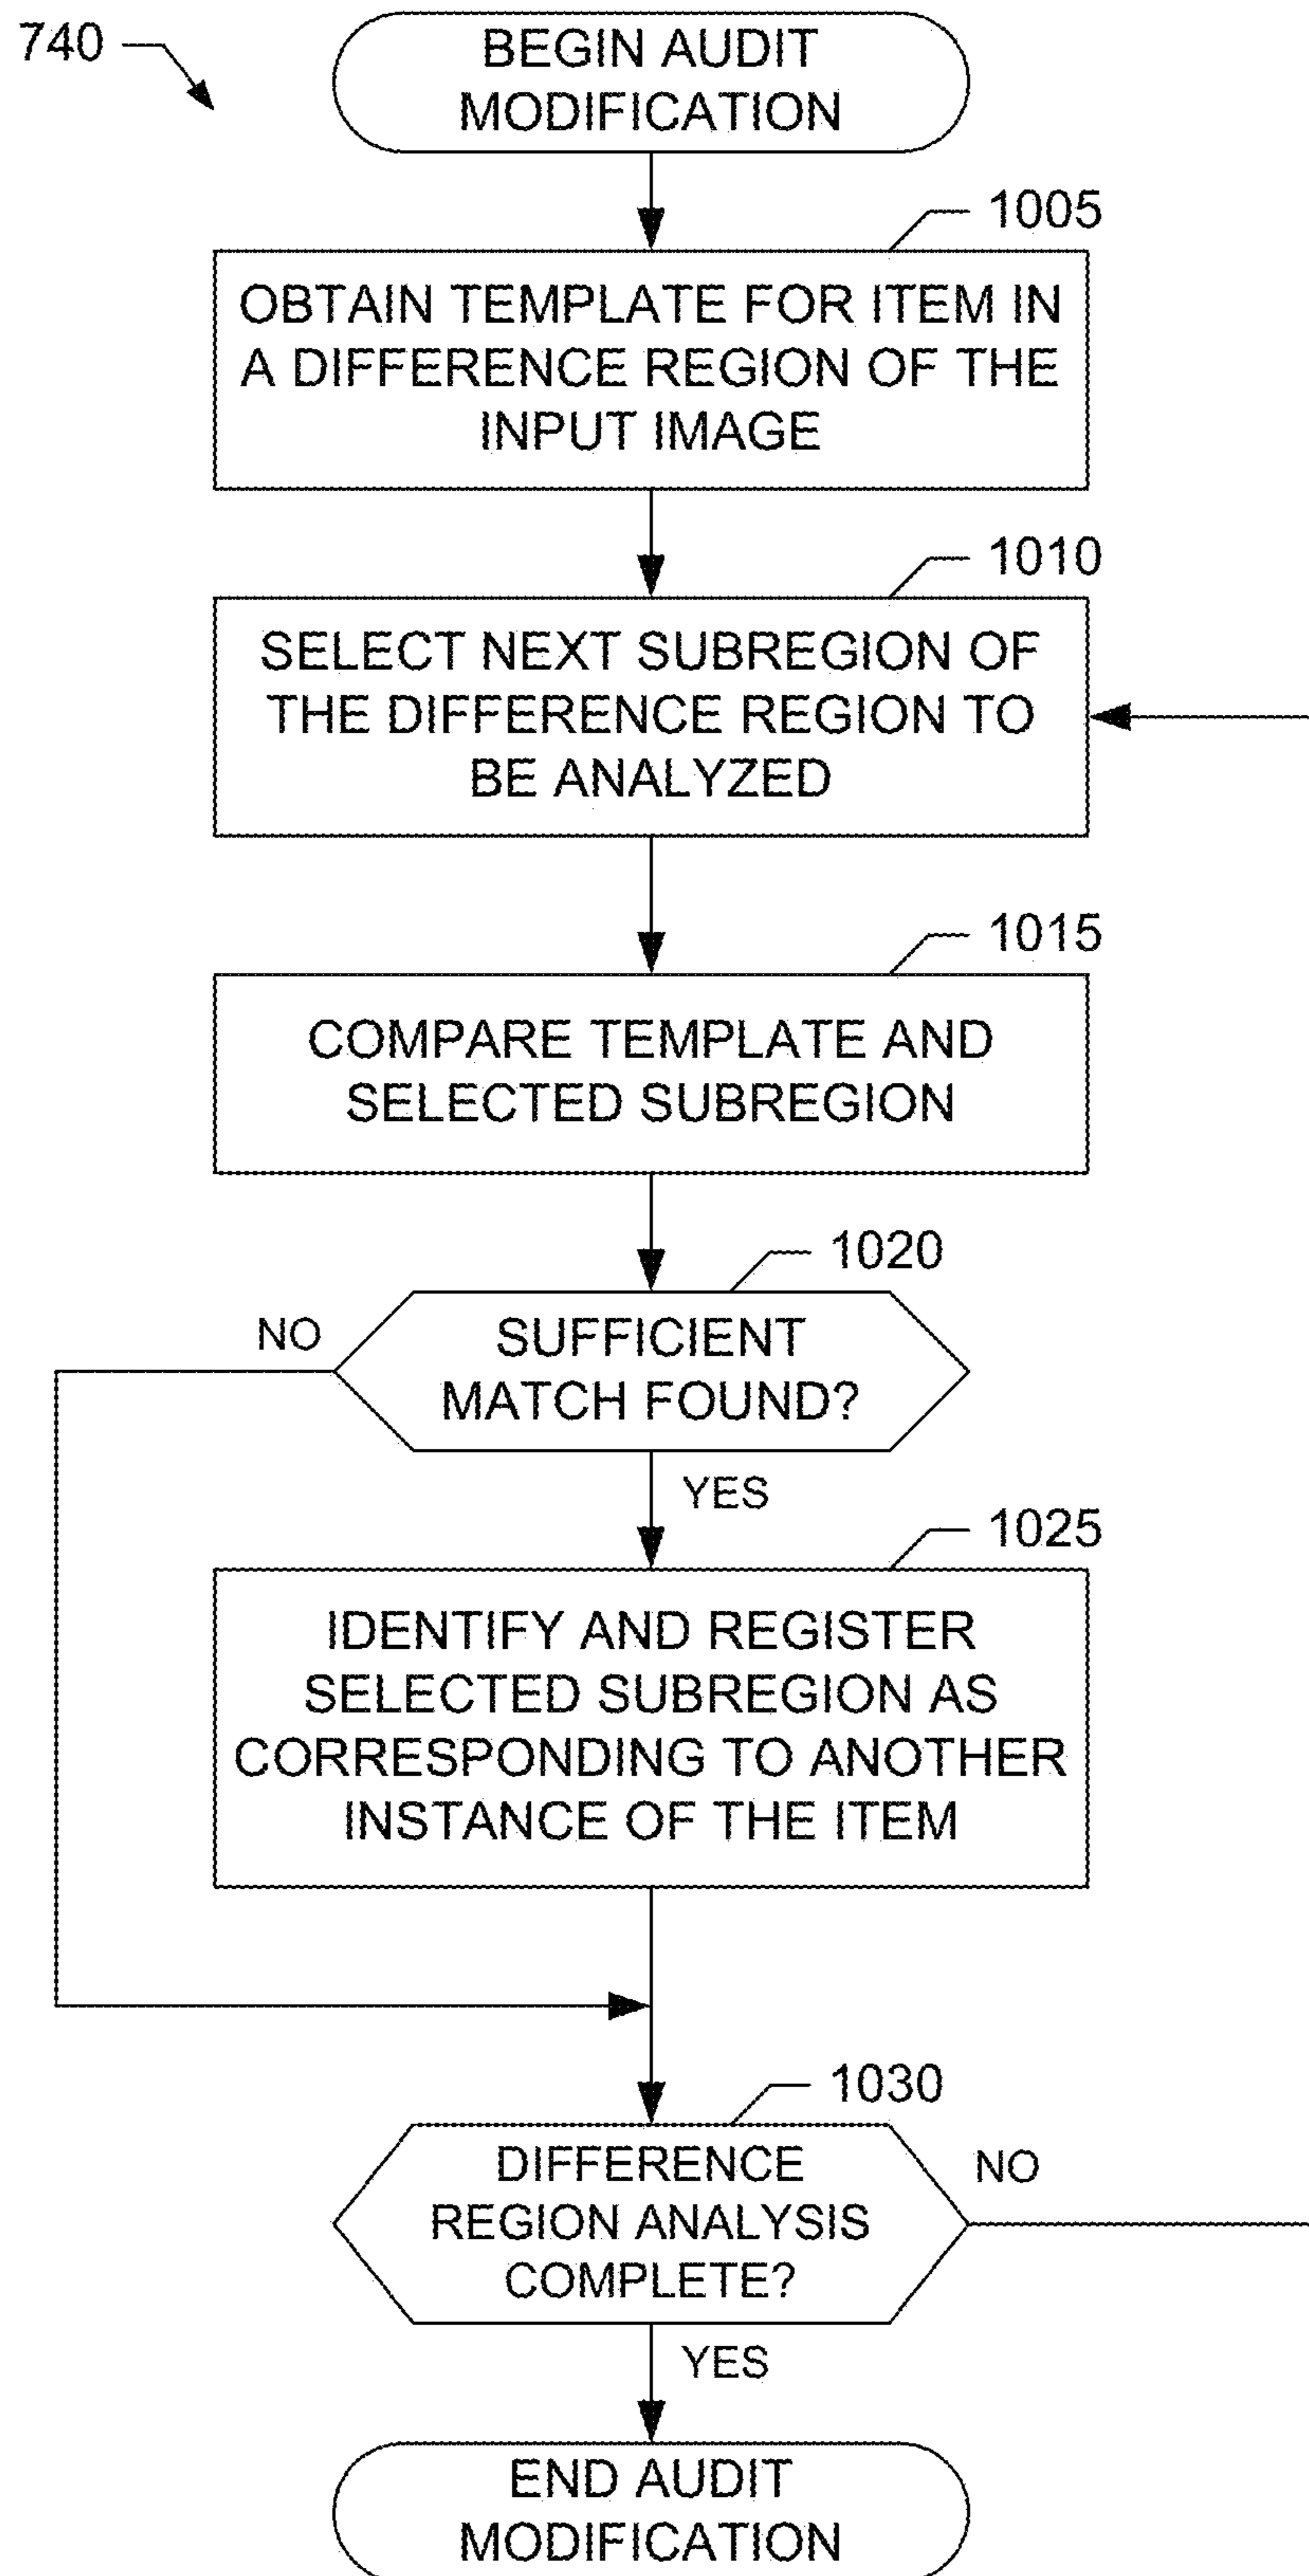 740
BEGIN AUDIT
MODIFICATION
1005
OBTAIN TEMPLATE FOR ITEM IN
A DIFFERENCE REGION OF THE
INPUT IMAGE
1010
SELECT NEXT SUBREGION OF
THE DIFFERENCE REGION TO
BE ANALYZED
1015
COMPARE TEMPLATE AND
SELECTED SUBREGION
1020
NO
SUFFICIENT
MATCH FOUND?
YES
1025
IDENTIFY AND REGISTER
SELECTED SUBREGION AS
CORRESPONDING TO ANOTHER
INSTANCE OF THE ITEM
1030
DIFFERENCE
REGION ANALYSIS
COMPLETE?
NO
YES
END AUDIT
MODIFICATION